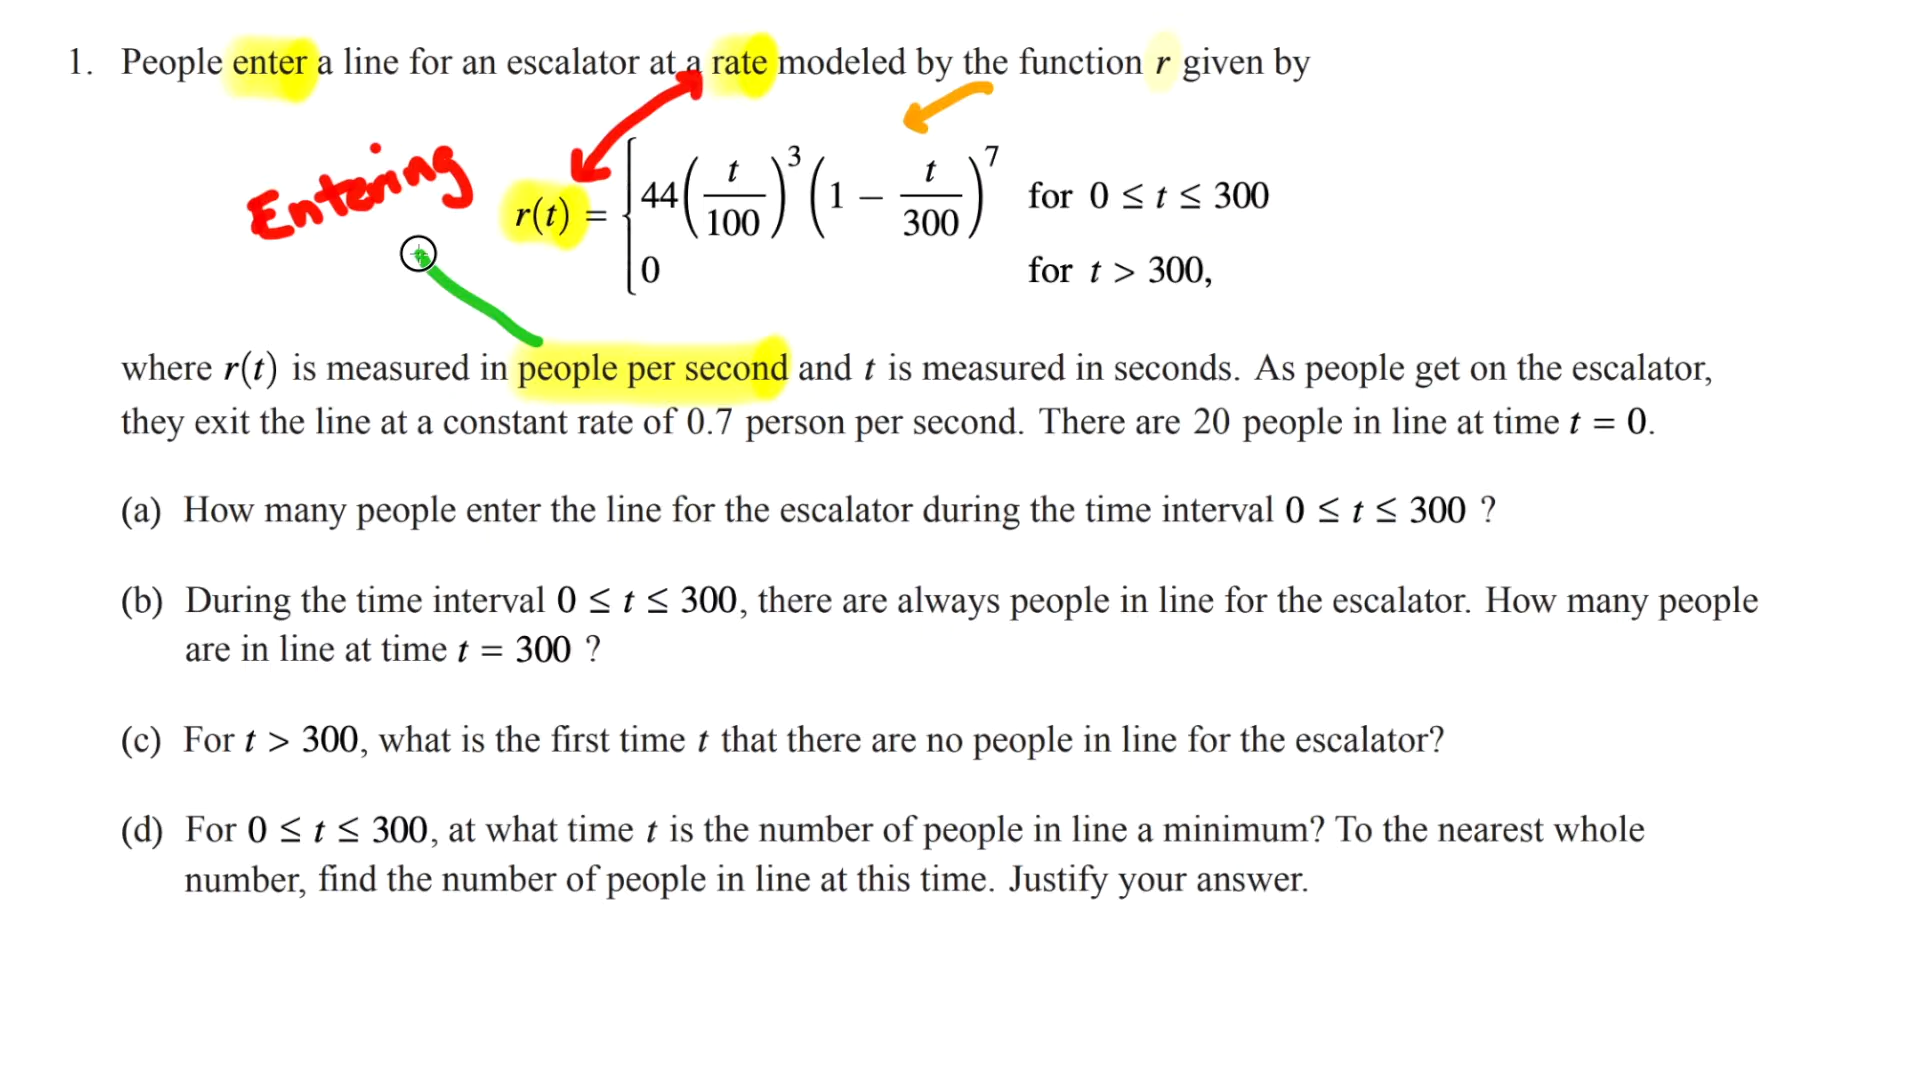 1. People enter a line for an escalator at a rate modeled by the function r given by
Entering
r(t) = { 44(t/100)^3 (1 − t/300)^7 for 0 ≤ t ≤ 300
0 for t > 300,
where r(t) is measured in people per second and t is measured in seconds. As people get on the escalator,
they exit the line at a constant rate of 0.7 person per second. There are 20 people in line at time t = 0.
(a) How many people enter the line for the escalator during the time interval 0 ≤ t ≤ 300 ?
(b) During the time interval 0 ≤ t ≤ 300, there are always people in line for the escalator. How many people
are in line at time t = 300 ?
(c) For t > 300, what is the first time t that there are no people in line for the escalator?
(d) For 0 ≤ t ≤ 300, at what time t is the number of people in line a minimum? To the nearest whole
number, find the number of people in line at this time. Justify your answer.